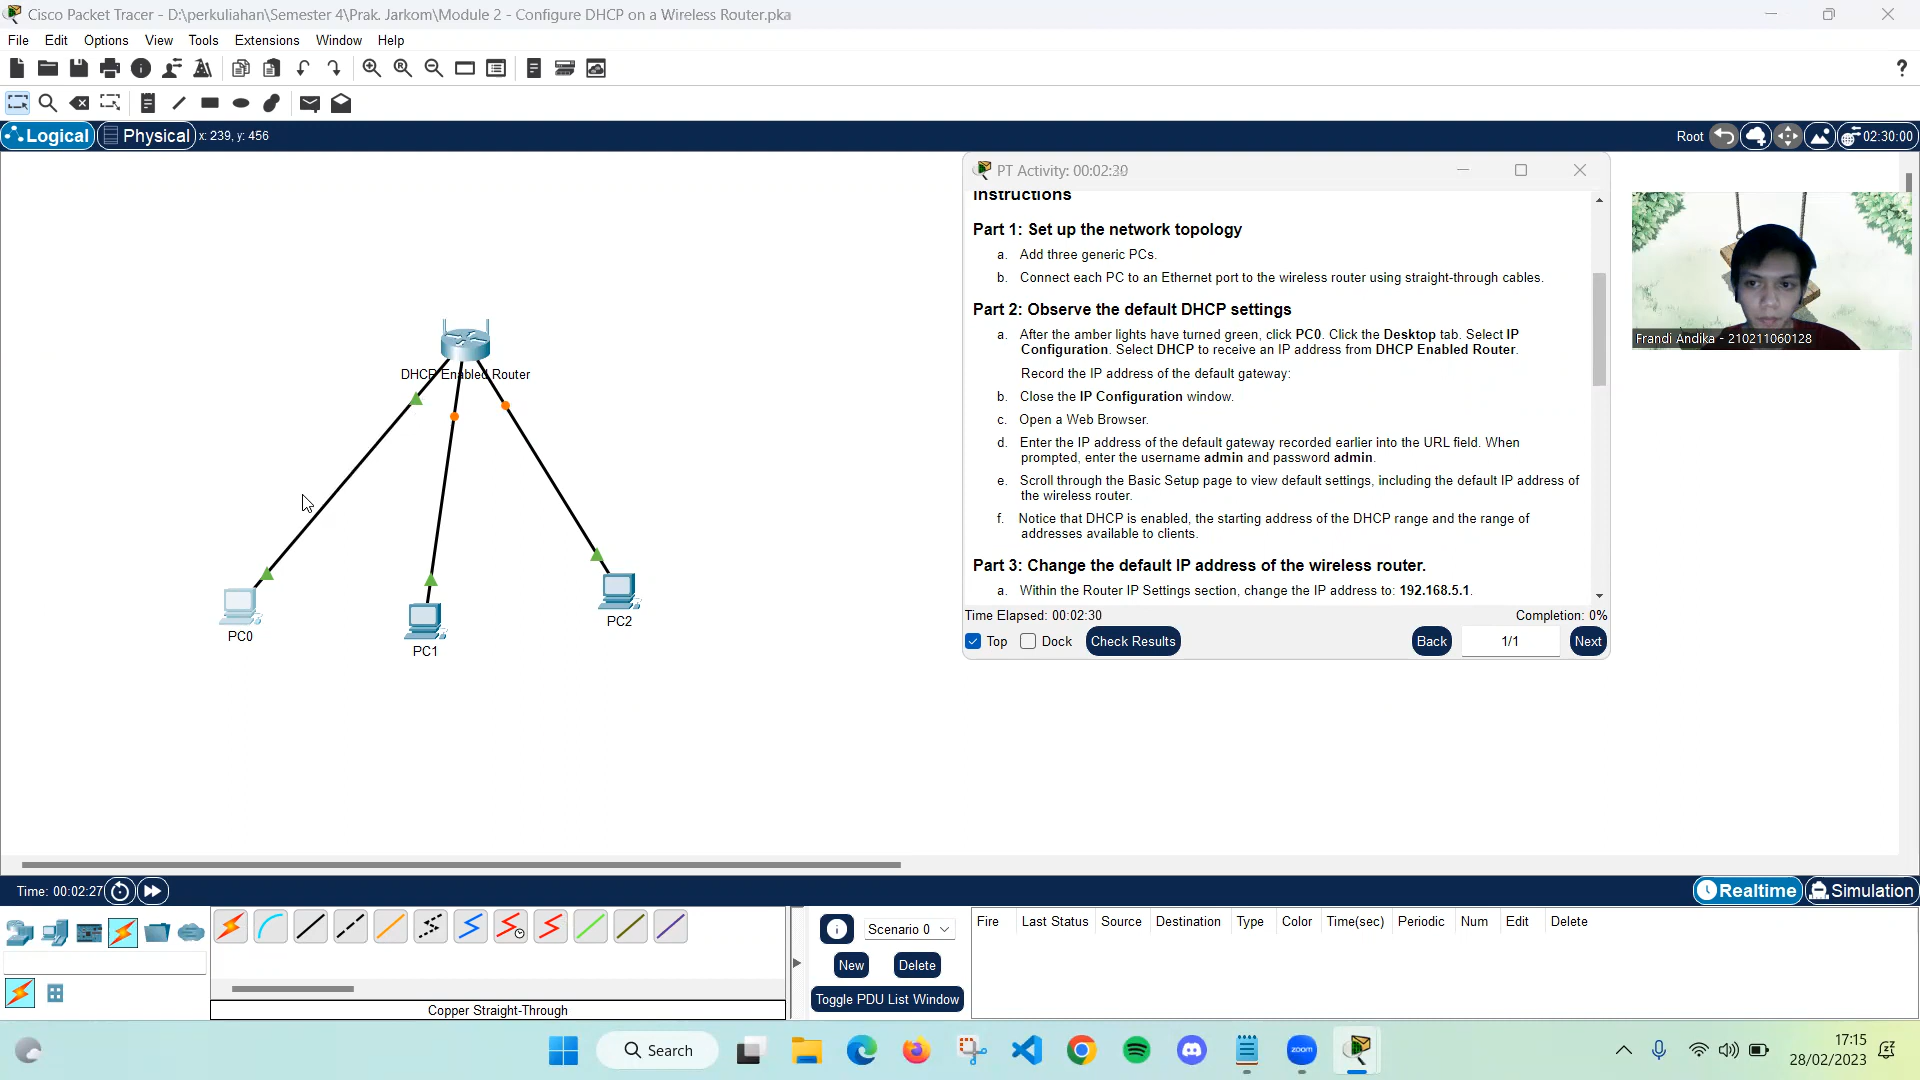 Cisco Packet Tracer - D:\perkuliahan\Semester 4\Prak. Jarkom\Module 2 - Configure DHCP on a Wireless Router.pka
File Edit Options View Tools Extensions Window Help
?
Logical Physical x: 239, y: 456 Root 02:30:00
PT Activity: 00:02:30
Instructions
Part 1: Set up the network topology
a. Add three generic PCs.
b. Connect each PC to an Ethernet port to the wireless router using straight-through cables.
Part 2: Observe the default DHCP settings
a. After the amber lights have turned green, click PC0. Click the Desktop tab. Select IP
Configuration. Select DHCP to receive an IP address from DHCP Enabled Router.
Record the IP address of the default gateway:
b. Close the IP Configuration window.
c. Open a Web Browser.
d. Enter the IP address of the default gateway recorded earlier into the URL field. When
prompted, enter the username admin and password admin.
e. Scroll through the Basic Setup page to view default settings, including the default IP address of
the wireless router.
f. Notice that DHCP is enabled, the starting address of the DHCP range and the range of
addresses available to clients.
Part 3: Change the default IP address of the wireless router.
a. Within the Router IP Settings section, change the IP address to: 192.168.5.1.
Time Elapsed: 00:02:30 Completion: 0%
Top Dock Check Results Back 1/1 Next
Frandi Andika - 210211060128
DHCP Enabled Router
PC0
PC1
PC2
Time: 00:02:27 Realtime Simulation
Scenario 0
New Delete
Toggle PDU List Window
Fire Last Status Source Destination Type Color Time(sec) Periodic Num Edit Delete
Copper Straight-Through
Search
zoom
17:15
28/02/2023